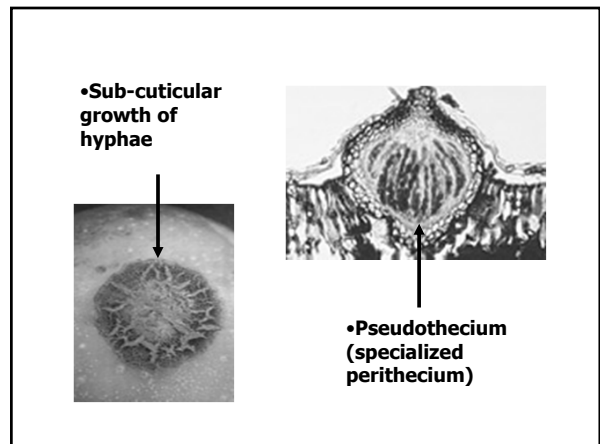 •Sub-cuticular
growth of
hyphae
•Pseudothecium
(specialized
perithecium)